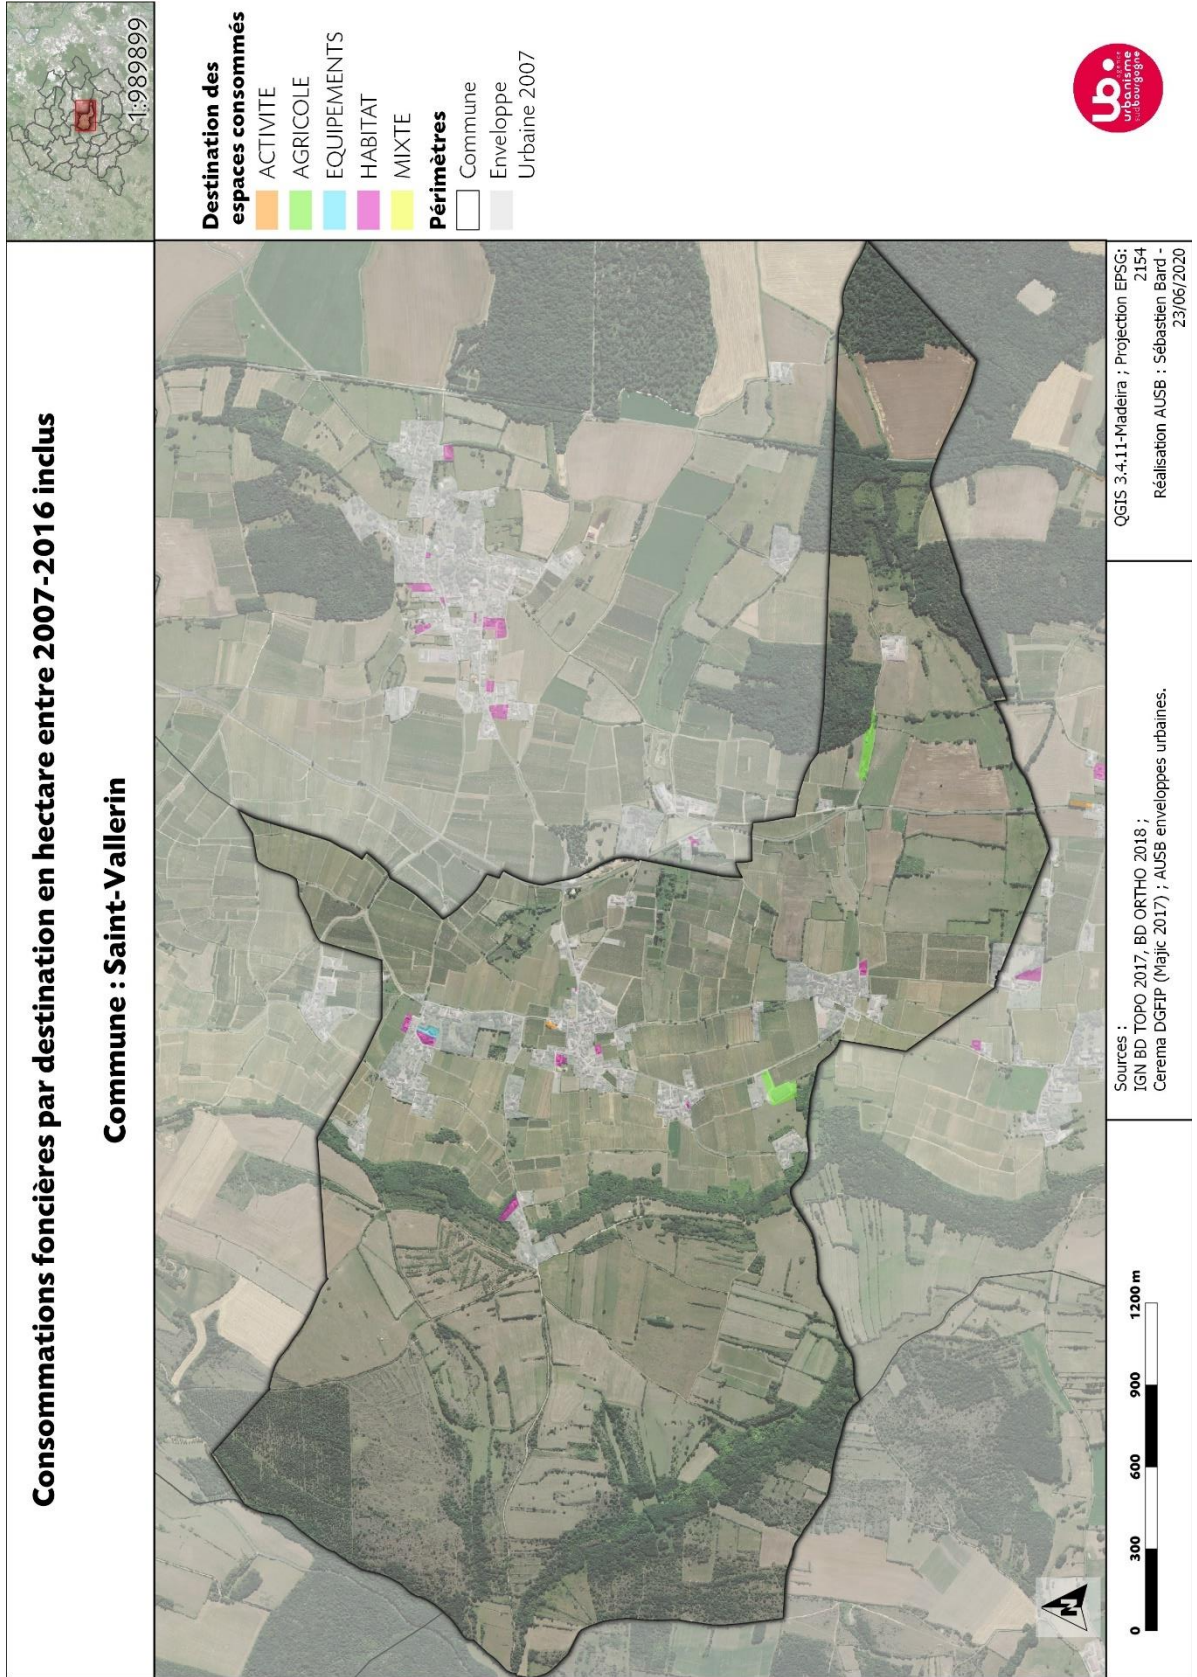 Consommations foncières par destination en hectare entre 2007-2016 inclus
Commune : Saint-Vallerin
1:989899
Destination des
espaces consommés
ACTIVITE
AGRICOLE
EQUIPEMENTS
HABITAT
MIXTE
Périmètres
Commune
Enveloppe
Urbaine 2007
N
0 300 600 900 1200 m
Sources :
IGN BD TOPO 2017, BD ORTHO 2018 ;
Cerema DGFIP (Majic 2017) ; AUSB enveloppes urbaines.
QGIS 3.4.11-Madeira ; Projection EPSG:
2154
Réalisation AUSB : Sébastien Bard -
23/06/2020
Ub
agence
urbanisme
sudbourgogne